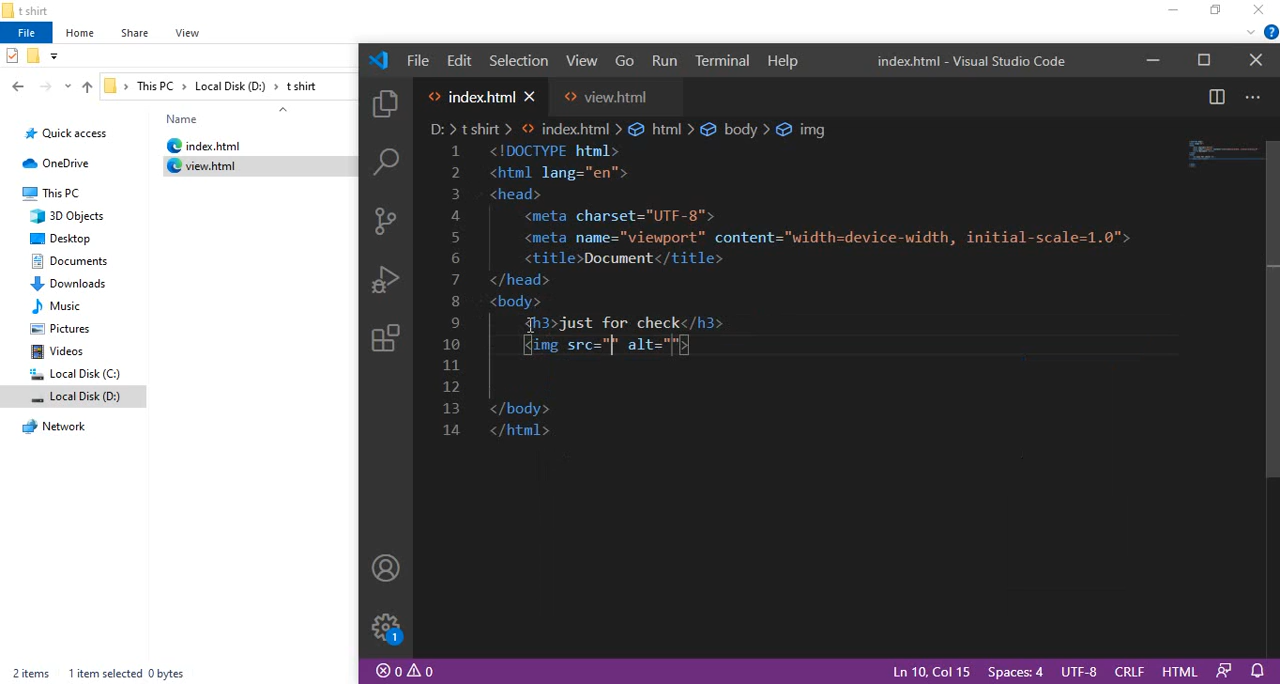 t shirt
File Home Share View
This PC Local Disk (D:) t shirt
Name
index.html
view.html
Quick access
OneDrive
This PC
3D Objects
Desktop
Documents
Downloads
Music
Pictures
Videos
Local Disk (C:)
Local Disk (D:)
Network
2 items 1 item selected 0 bytes
File Edit Selection View Go Run Terminal Help index.html - Visual Studio Code
index.html view.html
D: > t shirt > index.html > html > body > img
1 <!DOCTYPE html>
2 <html lang="en">
3 <head>
4 <meta charset="UTF-8">
5 <meta name="viewport" content="width=device-width, initial-scale=1.0">
6 <title>Document</title>
7 </head>
8 <body>
9 <h3>just for check</h3>
10 <img src="" alt="">
11
12
13 </body>
14 </html>
1
0 0 Ln 10, Col 15 Spaces: 4 UTF-8 CRLF HTML